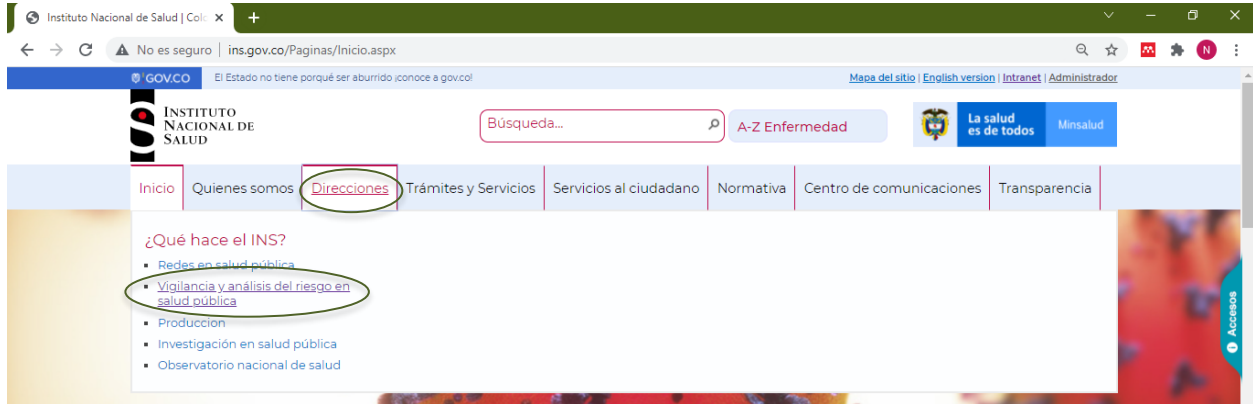 Instituto Nacional de Salud | Colo
No es seguro | ins.gov.co/Paginas/Inicio.aspx
N
GOV.CO El Estado no tiene porqué ser aburrido ¡conoce a gov.co! Mapa del sitio | English version | Intranet | Administrador
INSTITUTO
NACIONAL DE
SALUD
Búsqueda...
A-Z Enfermedad
La salud
es de todos
Minsalud
Inicio Quienes somos Direcciones Trámites y Servicios Servicios al ciudadano Normativa Centro de comunicaciones Transparencia
¿Qué hace el INS?
Redes en salud pública
Vigilancia y análisis del riesgo en
salud pública
Produccion
Investigación en salud pública
Observatorio nacional de salud
Accesos